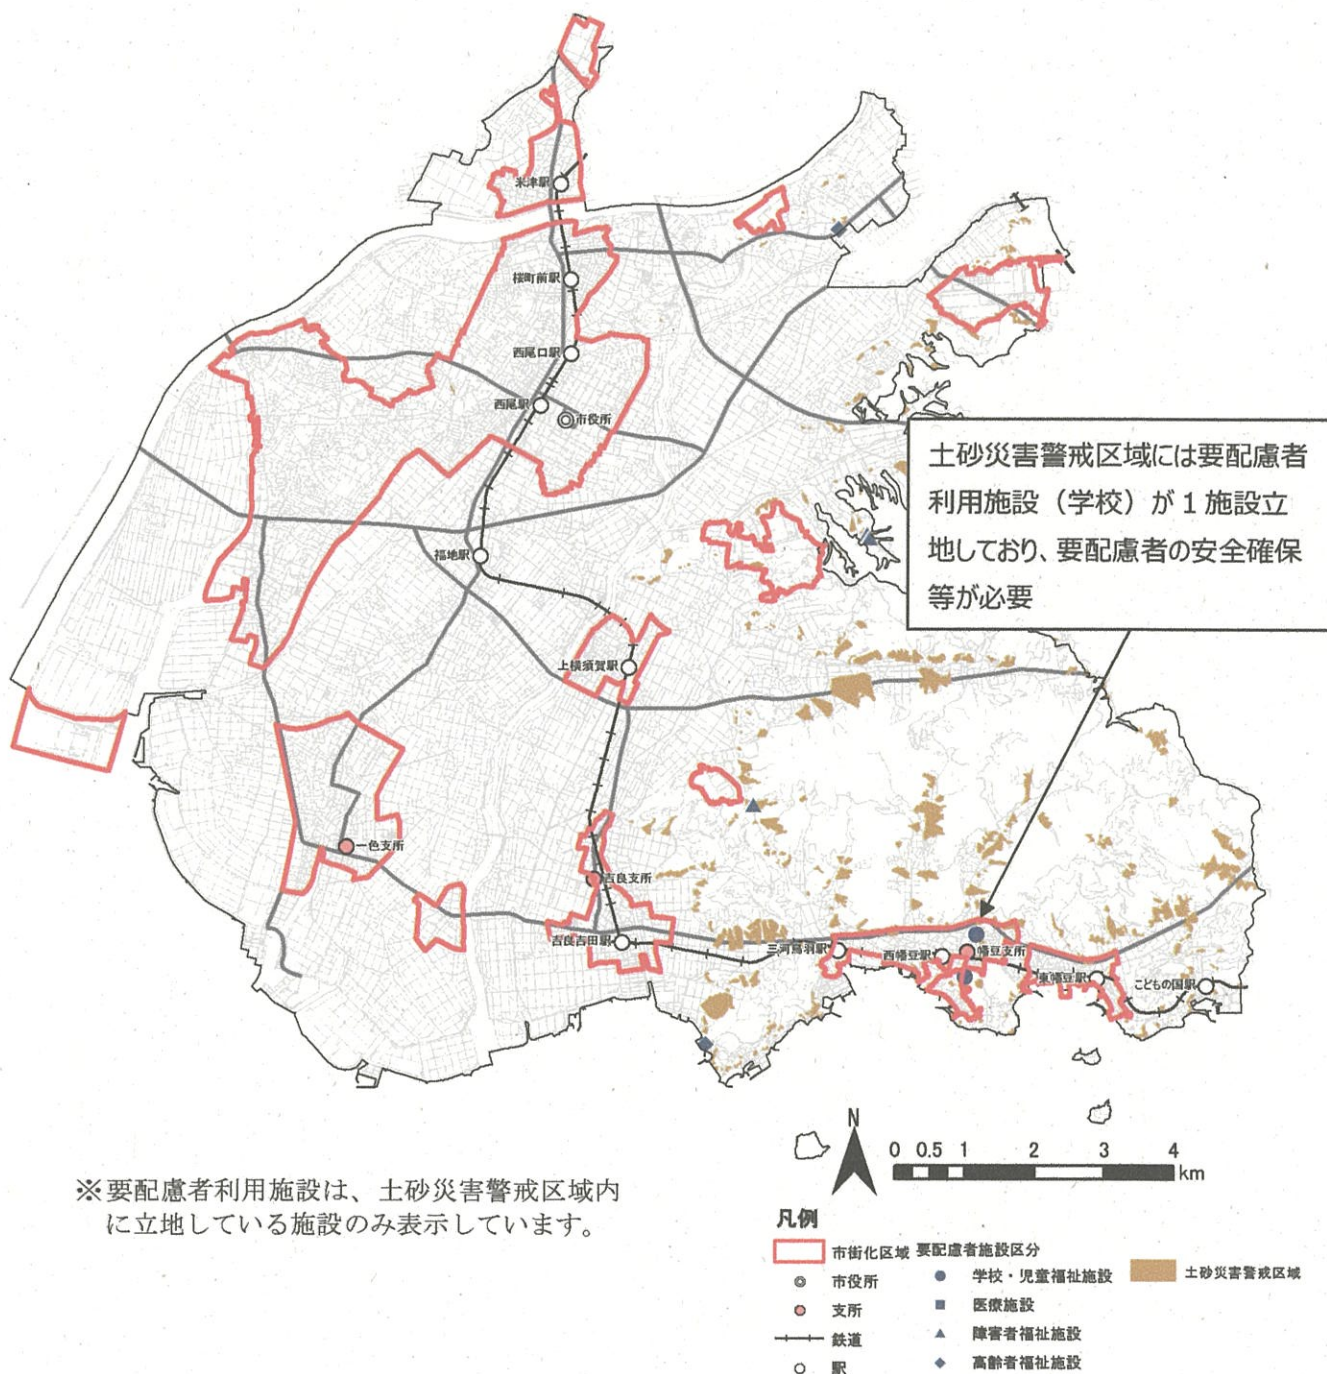 米津駅
桜町前駅
西尾口駅
西尾駅
市役所
土砂災害警戒区域には要配慮者
利用施設（学校）が1施設立
地しており、要配慮者の安全確保
等が必要
福地駅
上横須賀駅
一色支所
吉良支所
吉良吉田駅
三河鳥羽駅
西幡豆駅
幡豆支所
東幡豆駅
こどもの国駅
N
0 0.5 1 2 3 4
km
※要配慮者利用施設は、土砂災害警戒区域内
に立地している施設のみ表示しています。
凡例
市街化区域
市役所
支所
鉄道
駅
要配慮者施設区分
学校・児童福祉施設
医療施設
障害者福祉施設
高齢者福祉施設
土砂災害警戒区域